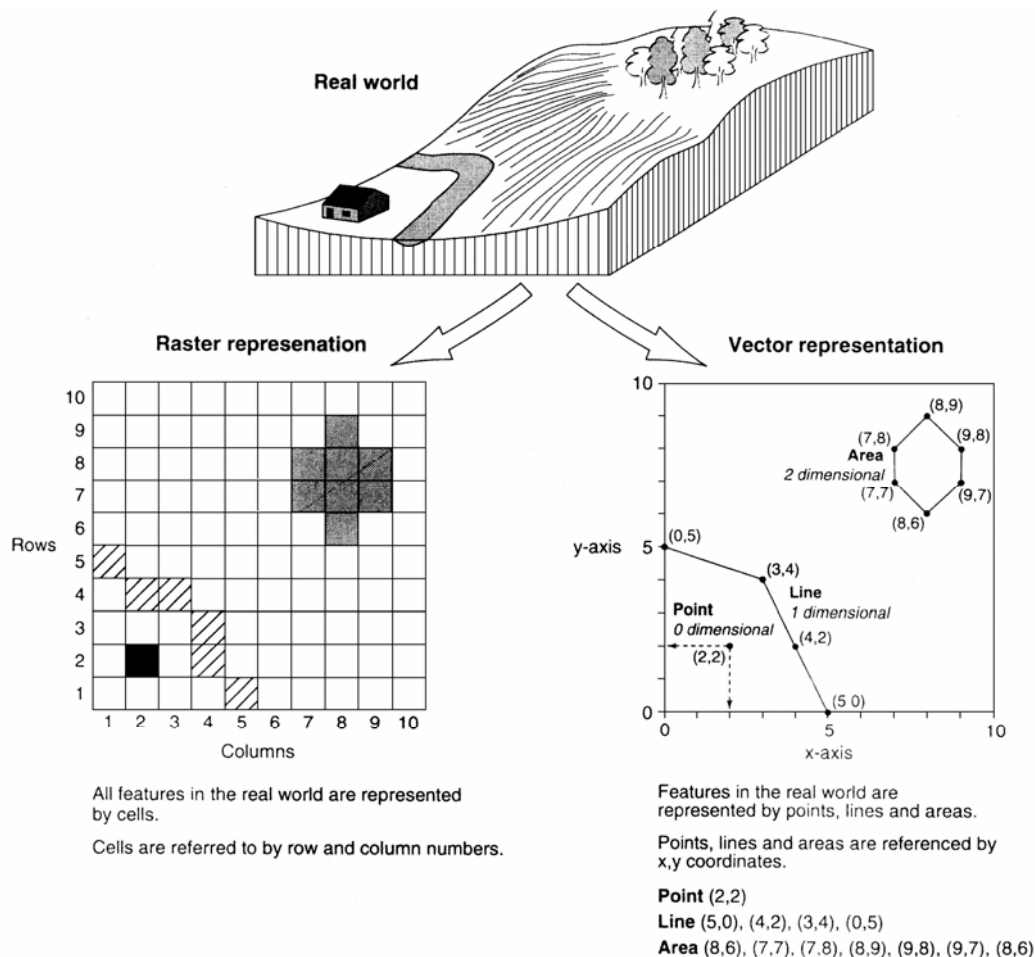 Real world
Raster represenation
10
9
8
7
6
5
4
3
2
1
Rows
1 2 3 4 5 6 7 8 9 10
Columns
All features in the real world are represented
by cells.
Cells are referred to by row and column numbers.
Vector representation
10
(8,9)
(7,8)
(9,8)
Area
2 dimensional
(7,7)
(9,7)
(8,6)
y-axis
5
(0,5)
(3,4)
Line
1 dimensional
Point
0 dimensional
(4,2)
(2,2)
(5 0)
0
0 5 10
x-axis
Features in the real world are
represented by points, lines and areas.
Points, lines and areas are referenced by
x,y coordinates.
Point (2,2)
Line (5,0), (4,2), (3,4), (0,5)
Area (8,6), (7,7), (7,8), (8,9), (9,8), (9,7), (8,6)